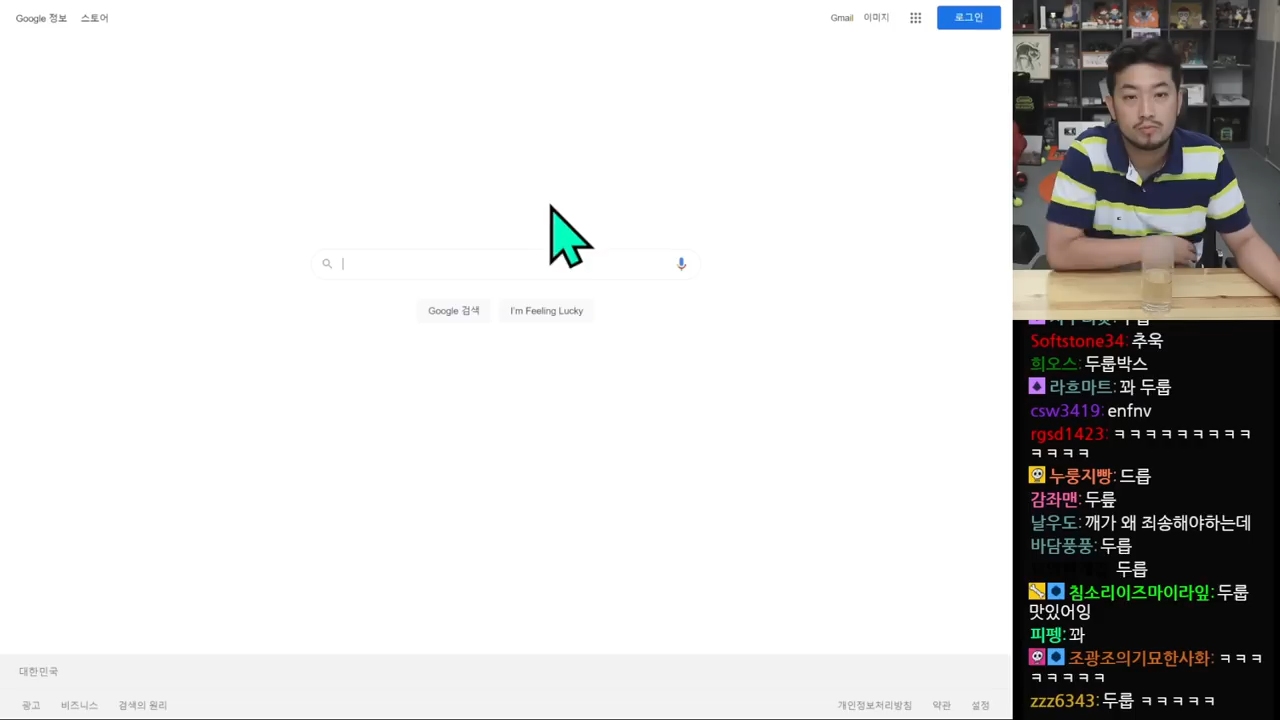 Google 정보 스토어
Gmail 이미지 로그인
Google 검색 I'm Feeling Lucky
대한민국
광고 비즈니스 검색의 원리
개인정보처리방침 약관 설정
Softstone34: 추욱
희오스: 두룹박스
라흐마트: 꽈 두룹
csw3419: enfnv
rgsd1423: ㅋㅋㅋㅋㅋㅋㅋㅋㅋ
ㅋㅋㅋㅋ
누룽지빵: 드릅
감좌맨: 두릎
날우도: 깨가 왜 죄송해야하는데
바담풍풍: 두릅
두릅
침소리이즈마이라잎: 두룹
맛있어잉
피펭: 꽈
조광조의기묘한사화: ㅋㅋㅋ
ㅋㅋㅋㅋㅋ
zzz6343: 두룹 ㅋㅋㅋㅋㅋ